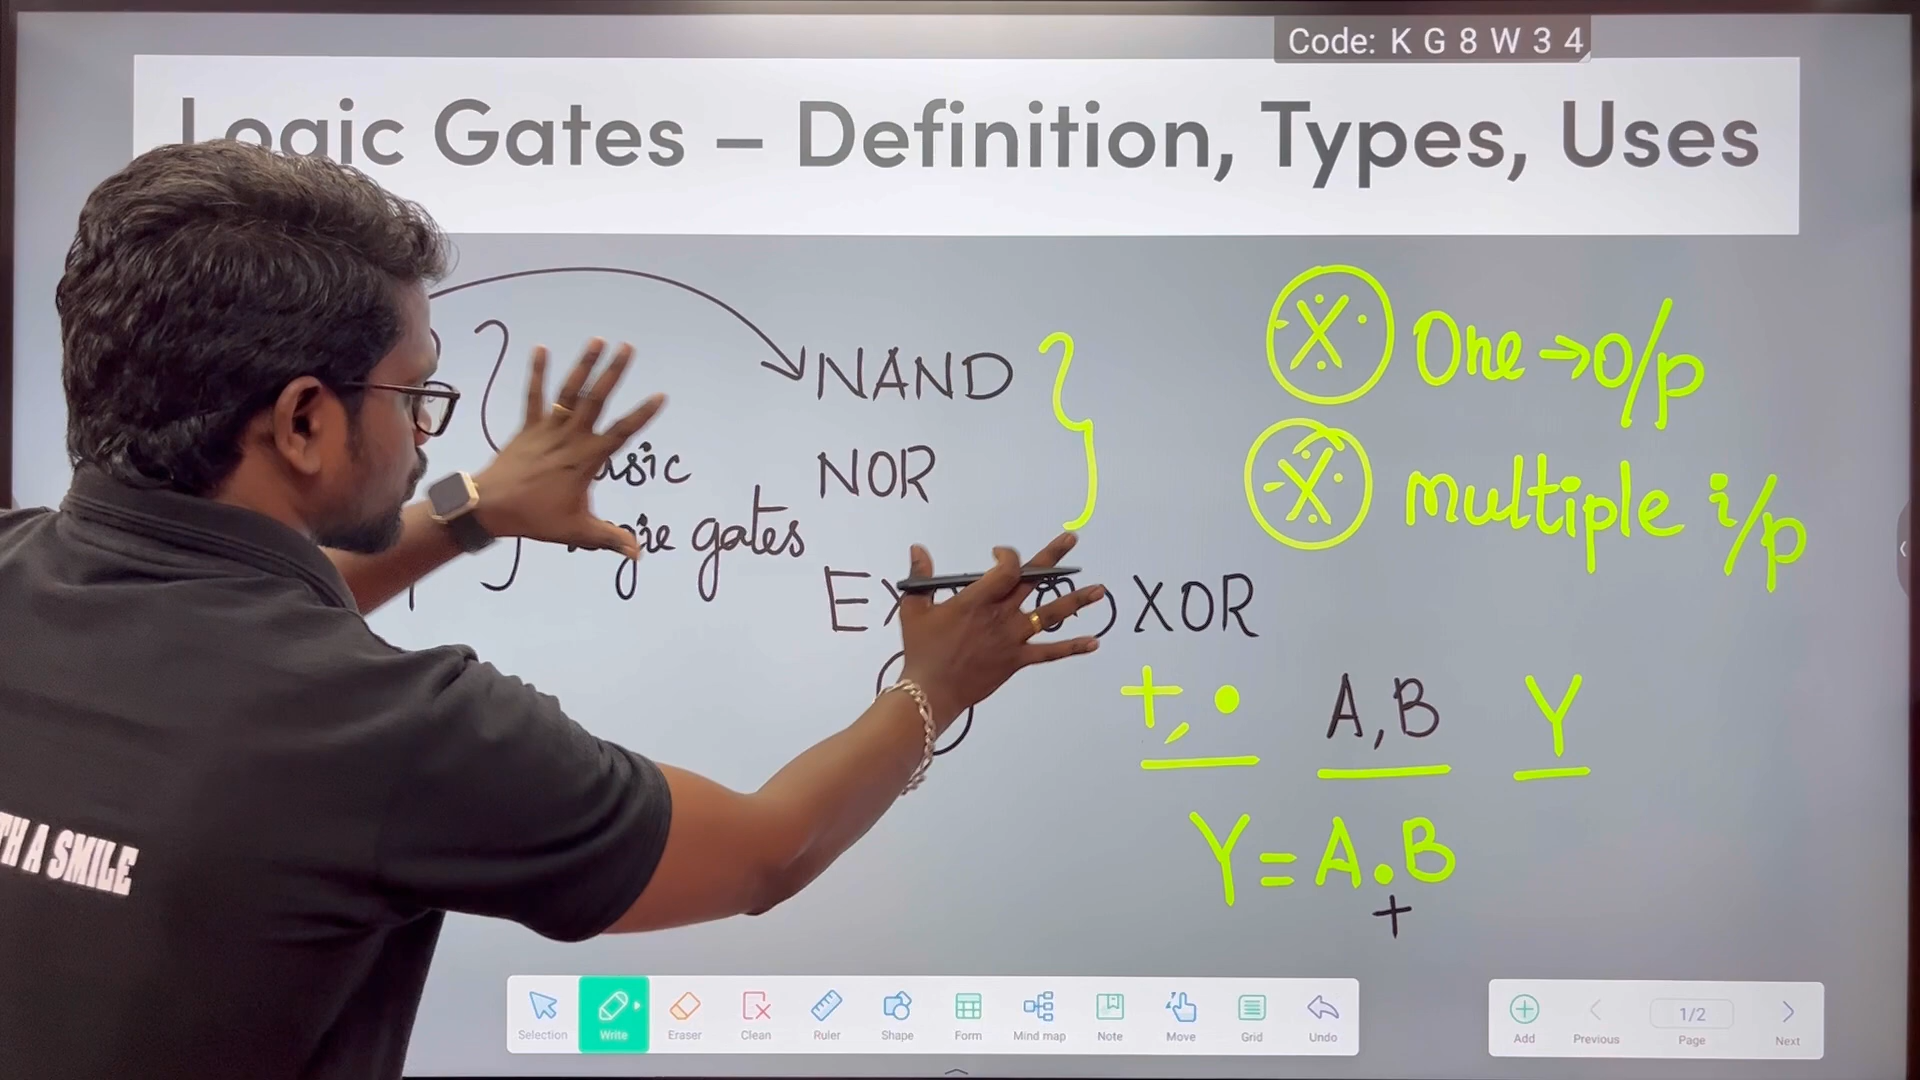 Code: K G 8 W 3 4
Logic Gates – Definition, Types, Uses
NAND
NOR
XOR
gates
X One → O/p
X multiple i/p
+, • A, B Y
Y = A . B
+
TH A SMILE
Selection Write Eraser Clean Ruler Shape Form Mind map Note Move Grid Undo
Add Previous 1/2 Page Next